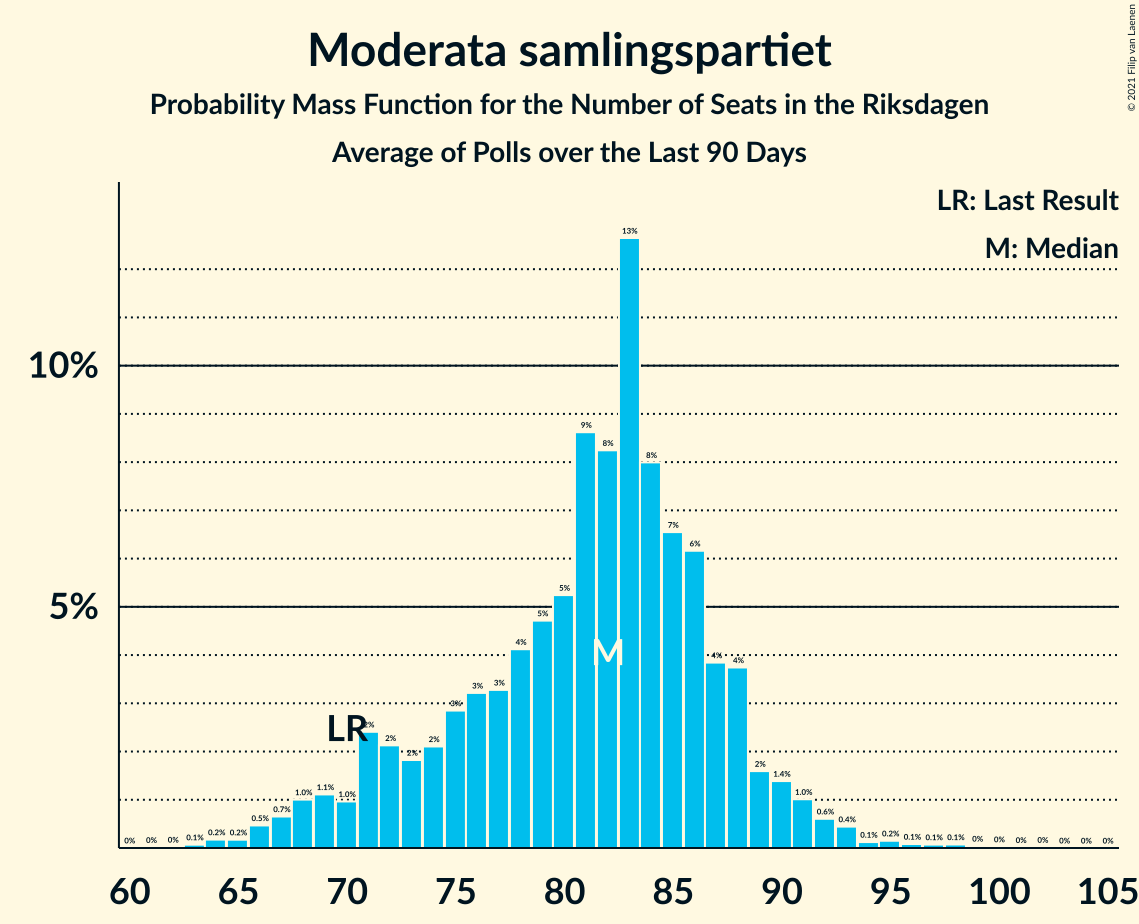 Moderata samlingspartiet
Probability Mass Function for the Number of Seats in the Riksdagen
Average of Polls over the Last 90 Days
© 2021 Filip van Laenen
LR: Last Result
M: Median
10%
5%
0% 0% 0% 0.1% 0.2% 0.2% 0.5% 0.7% 1.0% 1.1% 1.0% 2% 2% 2% 2% 3% 3% 3% 4% 5% 5% 9% 8% 13% 8% 7% 6% 4% 4% 2% 1.4% 1.0% 0.6% 0.4% 0.1% 0.2% 0.1% 0.1% 0.1% 0% 0% 0% 0% 0% 0% 0%
LR
M
60 65 70 75 80 85 90 95 100 105